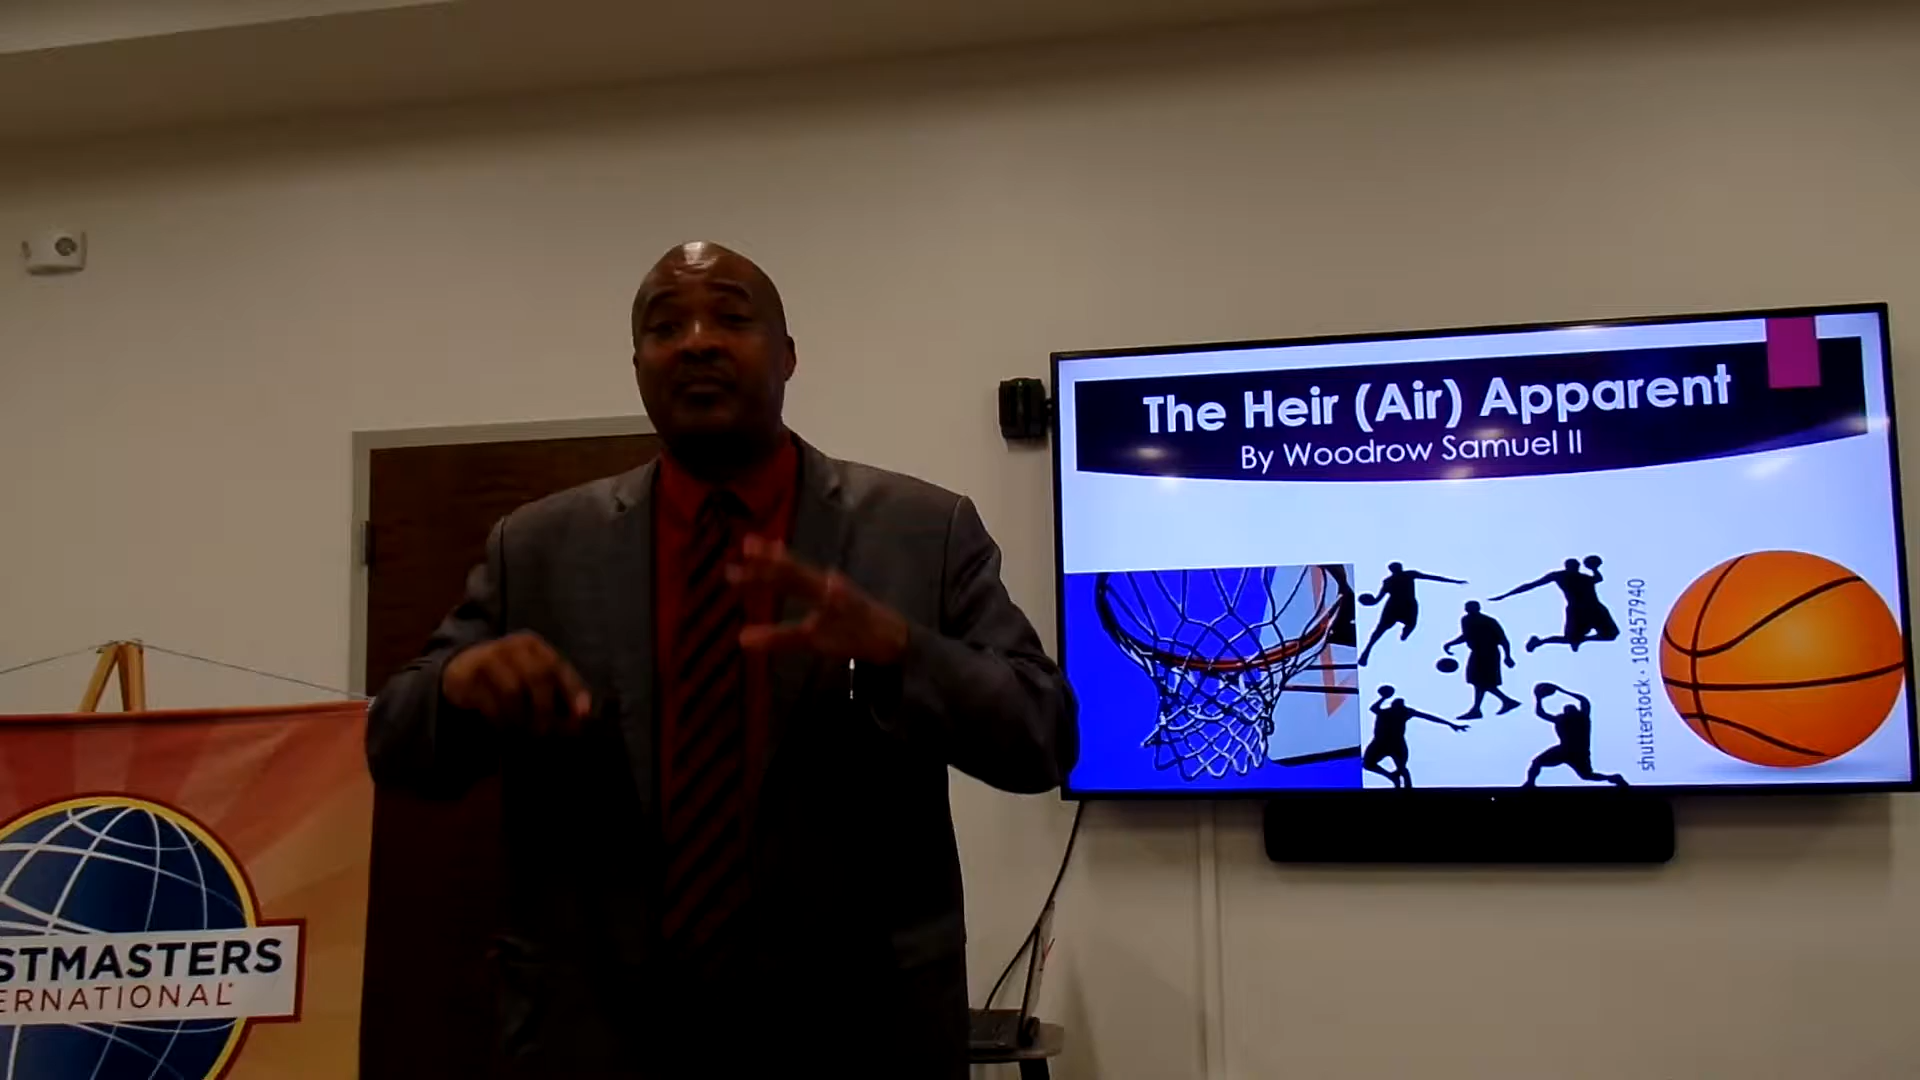 The Heir (Air) Apparent
By Woodrow Samuel II
shutterstock · 108457940
STMASTERS
ERNATIONAL